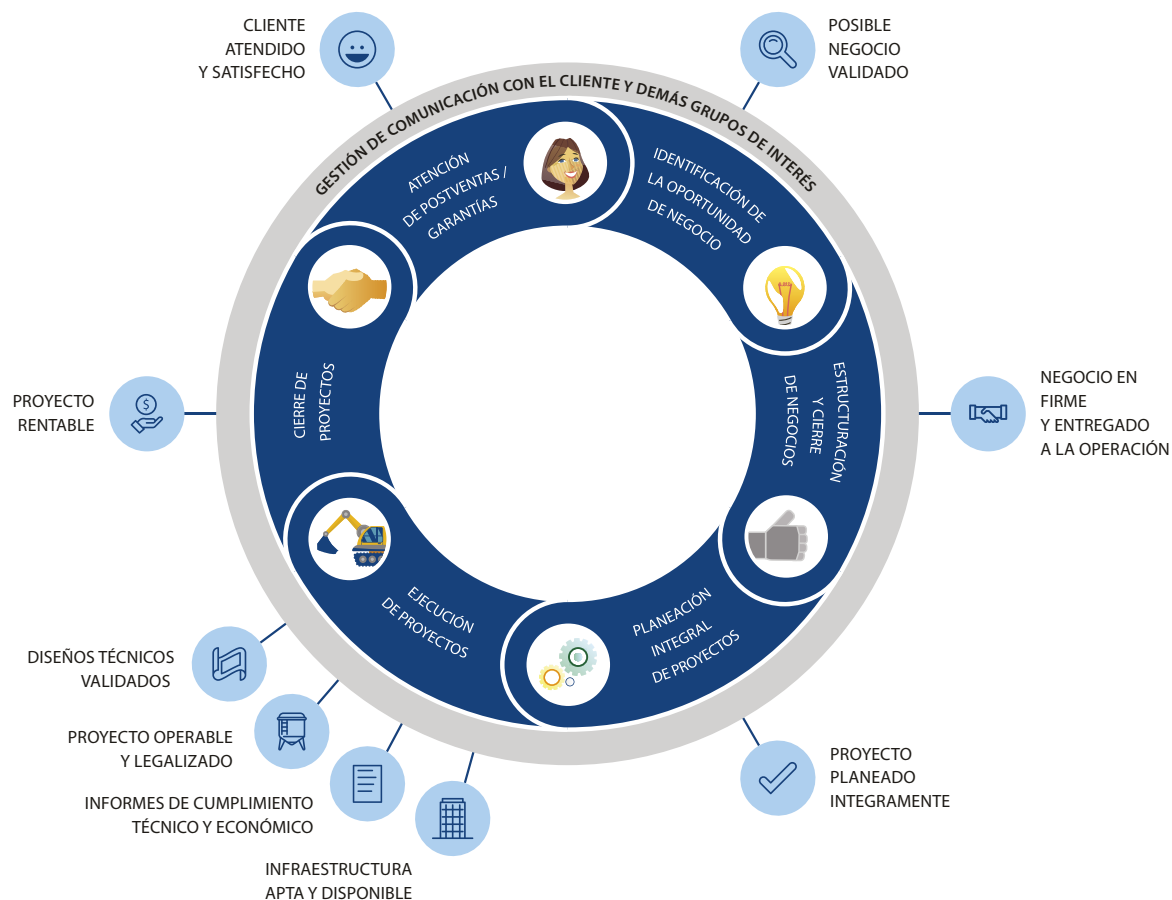 CLIENTE
ATENDIDO
Y SATISFECHO
POSIBLE
NEGOCIO
VALIDADO
GESTIÓN DE COMUNICACIÓN CON EL CLIENTE Y DEMÁS GRUPOS DE INTERÉS
ATENCIÓN
DE POSTVENTAS /
GARANTÍAS
IDENTIFICACIÓN DE
LA OPORTUNIDAD
DE NEGOCIO
ESTRUCTURACIÓN
Y CIERRE
DE NEGOCIOS
NEGOCIO EN
FIRME
Y ENTREGADO
A LA OPERACIÓN
PROYECTO
RENTABLE
$
CIERRE DE
PROYECTOS
EJECUCIÓN
DE PROYECTOS
PLANEACIÓN
INTEGRAL
DE PROYECTOS
DISEÑOS TÉCNICOS
VALIDADOS
PROYECTO OPERABLE
Y LEGALIZADO
INFORMES DE CUMPLIMIENTO
TÉCNICO Y ECONÓMICO
INFRAESTRUCTURA
APTA Y DISPONIBLE
PROYECTO
PLANEADO
INTEGRAMENTE